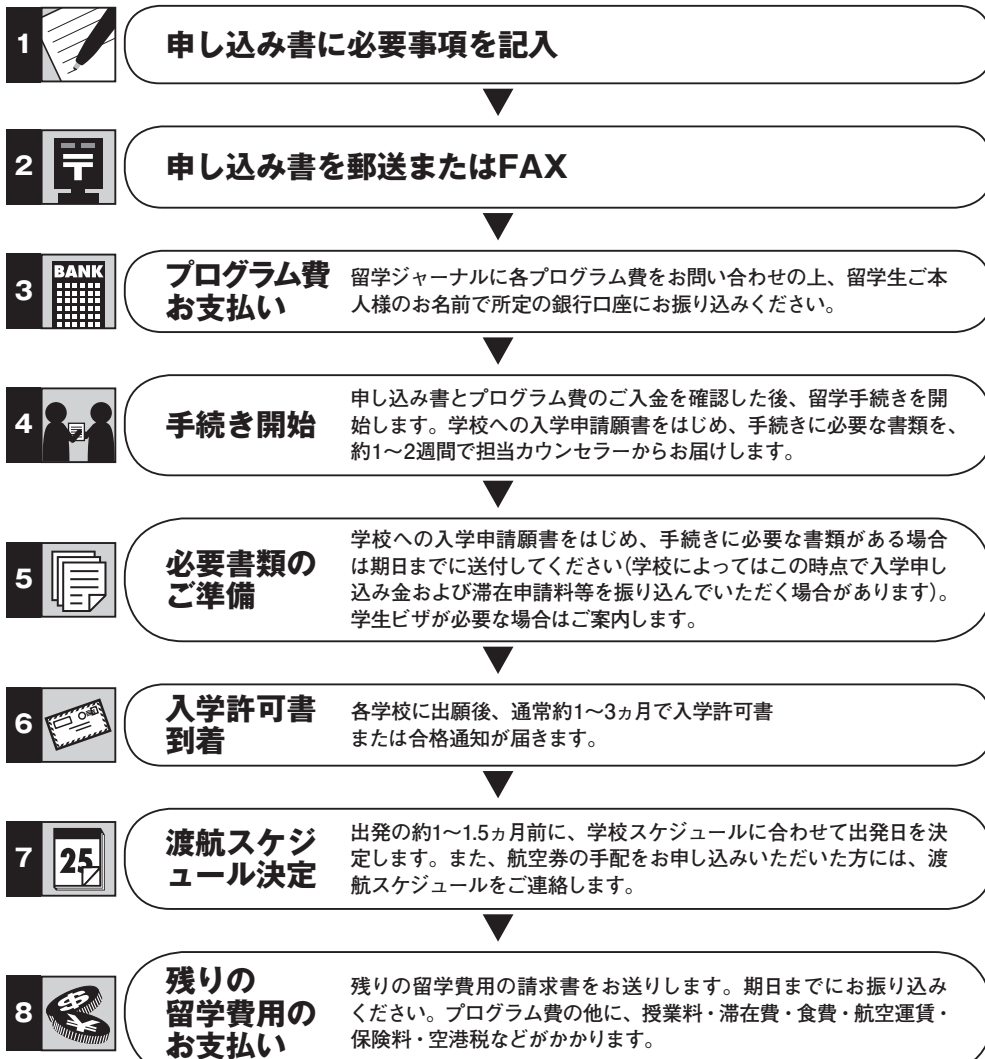 1
申し込み書に必要事項を記入
2
〒
申し込み書を郵送またはFAX
3
BANK
プログラム費
お支払い
留学ジャーナルに各プログラム費をお問い合わせの上、留学生ご本
人様のお名前で所定の銀行口座にお振り込みください。
4
手続き開始
申し込み書とプログラム費のご入金を確認した後、留学手続きを開
始します。学校への入学申請願書をはじめ、手続きに必要な書類を、
約1〜2週間で担当カウンセラーからお届けします。
5
必要書類の
ご準備
学校への入学申請願書をはじめ、手続きに必要な書類がある場合
は期日までに送付してください(学校によってはこの時点で入学申し
込み金および滞在申請料等を振り込んでいただく場合があります)。
学生ビザが必要な場合はご案内します。
6
入学許可書
到着
各学校に出願後、通常約1〜3ヵ月で入学許可書
または合格通知が届きます。
7
25
渡航スケジ
ュール決定
出発の約1〜1.5ヵ月前に、学校スケジュールに合わせて出発日を決
定します。また、航空券の手配をお申し込みいただいた方には、渡
航スケジュールをご連絡します。
8
$
¥
残りの
留学費用の
お支払い
残りの留学費用の請求書をお送りします。期日までにお振り込み
ください。プログラム費の他に、授業料・滞在費・食費・航空運賃・
保険料・空港税などがかかります。